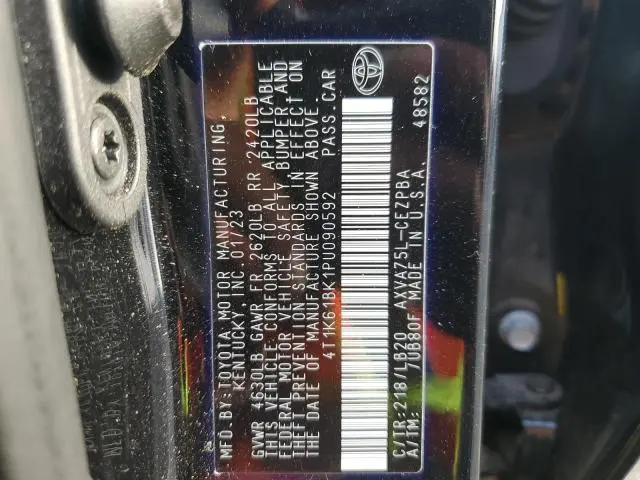 MFD.BY:TOYOTA MOTOR MANUFACTURING,
KENTUCKY, INC. 01/23
GVWR 4630LB GAWR FR 2620LB RR 2420LB
THIS VEHICLE CONFORMS TO ALL APPLICABLE
FEDERAL MOTOR VEHICLE SAFETY, BUMPER AND
THEFT PREVENTION STANDARDS IN EFFECT ON
THE DATE OF MANUFACTURE SHOWN ABOVE.
4T1K61BK1PU090592 PASS.CAR
C/TR:218/LB20 AXVA75L-CEZPBA
A/TM: 7UB80F MADE IN U.S.A. 48582